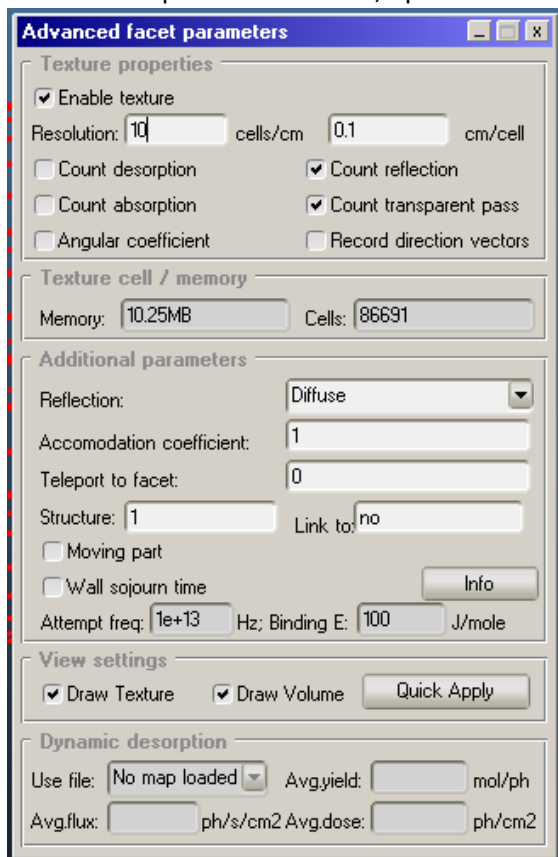 Advanced facet parameters
Texture properties
Enable texture
Resolution: 10 cells/cm 0.1 cm/cell
Count desorption Count reflection
Count absorption Count transparent pass
Angular coefficient Record direction vectors
Texture cell / memory
Memory: 10.25MB Cells: 86691
Additional parameters
Reflection: Diffuse
Accomodation coefficient: 1
Teleport to facet: 0
Structure: 1 Link to: no
Moving part
Wall sojourn time Info
Attempt freq: 1e+13 Hz; Binding E: 100 J/mole
View settings
Draw Texture Draw Volume Quick Apply
Dynamic desorption
Use file: No map loaded Avg.yield: mol/ph
Avg.flux: ph/s/cm2 Avg.dose: ph/cm2